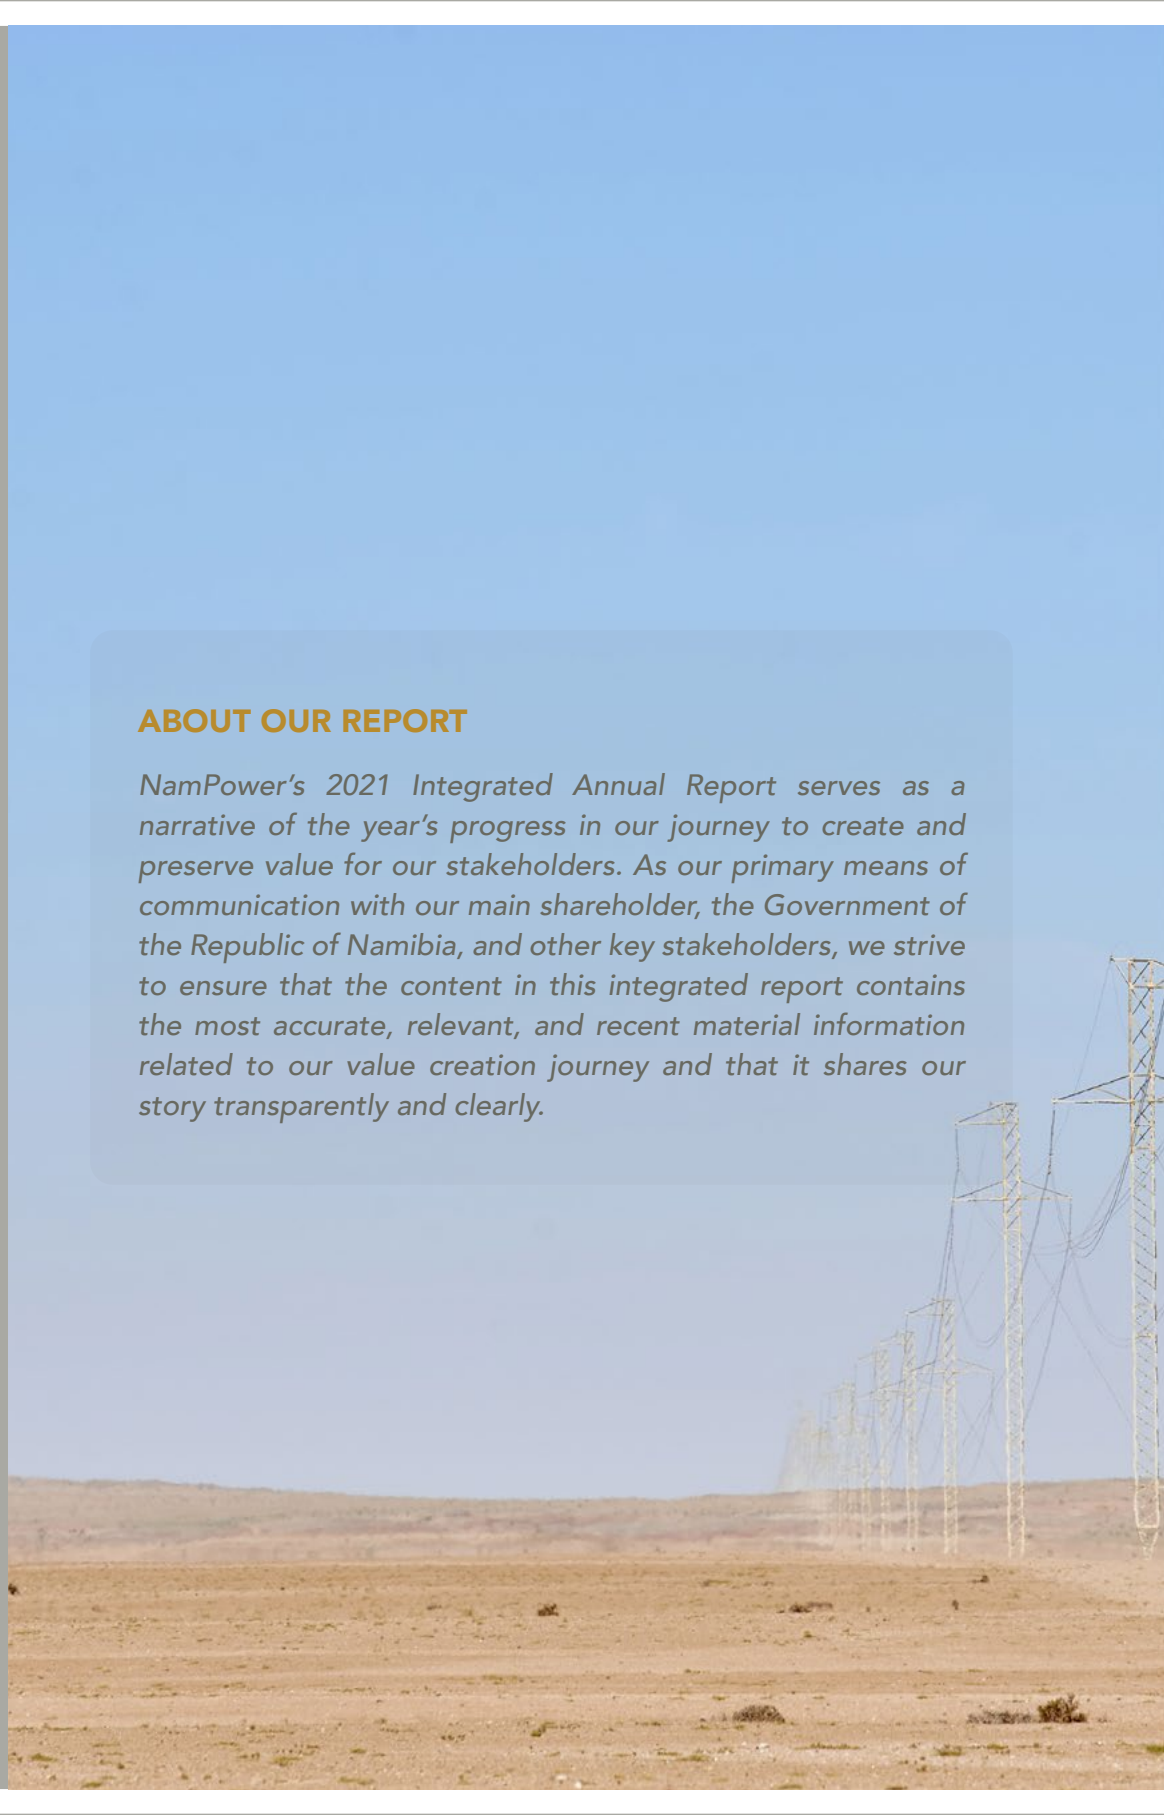 ABOUT OUR REPORT
NamPower’s 2021 Integrated Annual Report serves as a
narrative of the year’s progress in our journey to create and
preserve value for our stakeholders. As our primary means of
communication with our main shareholder, the Government of
the Republic of Namibia, and other key stakeholders, we strive
to ensure that the content in this integrated report contains
the most accurate, relevant, and recent material information
related to our value creation journey and that it shares our
story transparently and clearly.